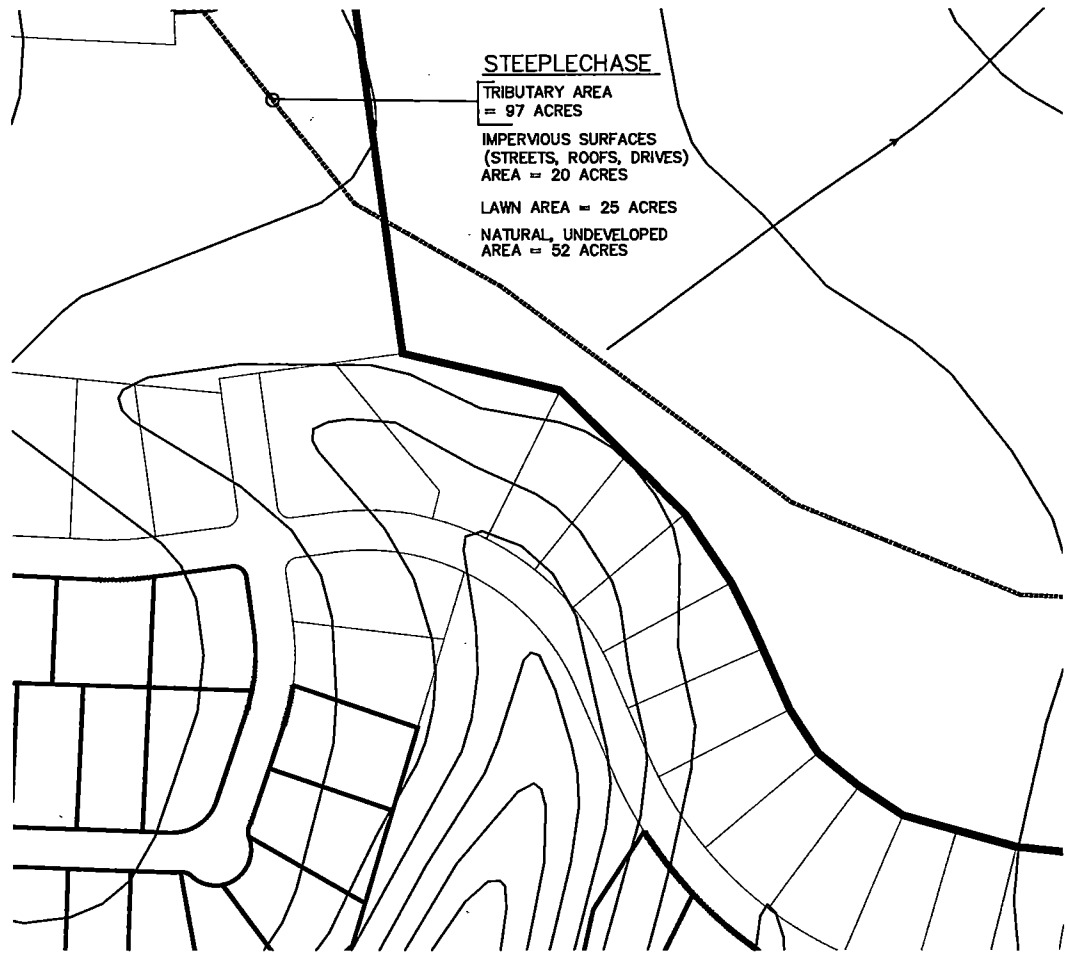 STEEPLECHASE
TRIBUTARY AREA
= 97 ACRES
IMPERVIOUS SURFACES
(STREETS, ROOFS, DRIVES)
AREA = 20 ACRES
LAWN AREA = 25 ACRES
NATURAL, UNDEVELOPED
AREA = 52 ACRES